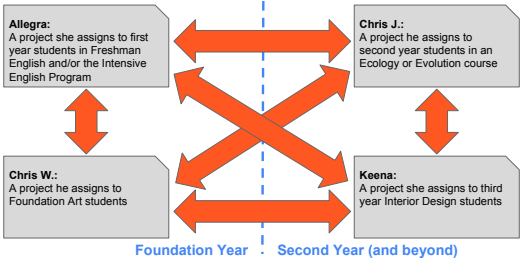 Allegra:
A project she assigns to first
year students in Freshman
English and/or the Intensive
English Program
Chris J.:
A project he assigns to
second year students in an
Ecology or Evolution course
Chris W.:
A project he assigns to
Foundation Art students
Keena:
A project she assigns to third
year Interior Design students
Foundation Year
Second Year (and beyond)